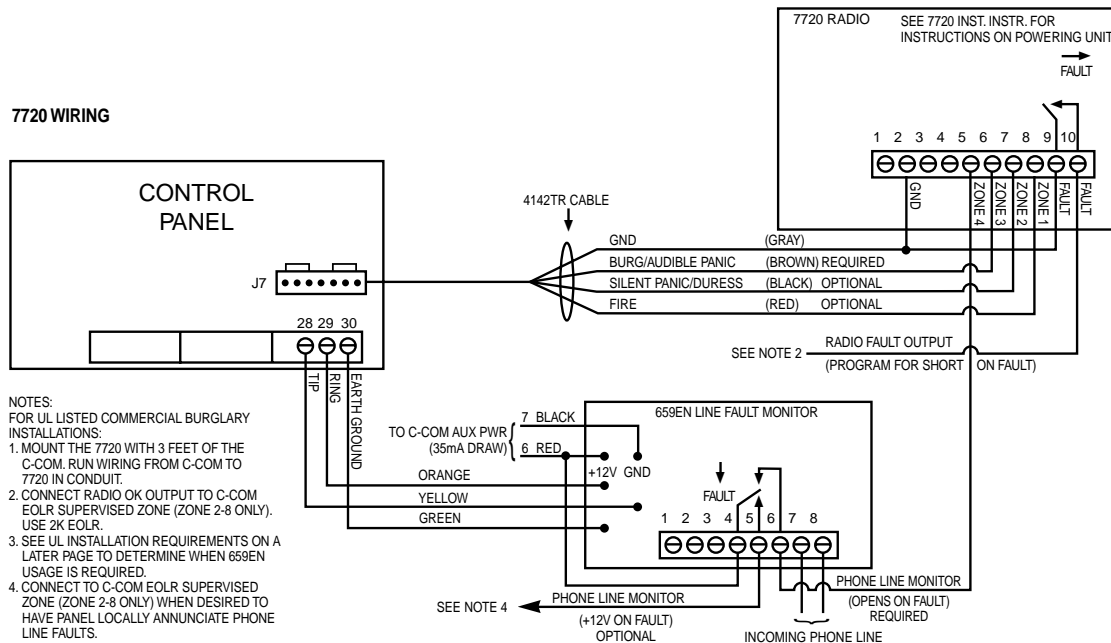 7720 RADIO
SEE 7720 INST. INSTR. FOR
INSTRUCTIONS ON POWERING UNIT
FAULT
7720 WIRING
1 2 3 4 5 6 7 8 9 10
GND
ZONE 4
ZONE 3
ZONE 2
ZONE 1
FAULT
FAULT
CONTROL
PANEL
J7
28 29 30
TIP
RING
EARTH GROUND
4142TR CABLE
GND (GRAY)
BURG/AUDIBLE PANIC (BROWN) REQUIRED
SILENT PANIC/DURESS (BLACK) OPTIONAL
FIRE (RED) OPTIONAL
SEE NOTE 2
RADIO FAULT OUTPUT
(PROGRAM FOR SHORT ON FAULT)
NOTES:
FOR UL LISTED COMMERCIAL BURGLARY
INSTALLATIONS:
1. MOUNT THE 7720 WITH 3 FEET OF THE
C-COM. RUN WIRING FROM C-COM TO
7720 IN CONDUIT.
2. CONNECT RADIO OK OUTPUT TO C-COM
EOLR SUPERVISED ZONE (ZONE 2-8 ONLY).
USE 2K EOLR.
3. SEE UL INSTALLATION REQUIREMENTS ON A
LATER PAGE TO DETERMINE WHEN 659EN
USAGE IS REQUIRED.
4. CONNECT TO C-COM EOLR SUPERVISED
ZONE (ZONE 2-8 ONLY) WHEN DESIRED TO
HAVE PANEL LOCALLY ANNUNCIATE PHONE
LINE FAULTS.
659EN LINE FAULT MONITOR
TO C-COM AUX PWR
(35mA DRAW)
7 BLACK
6 RED
+12V GND
ORANGE
YELLOW
GREEN
FAULT
1 2 3 4 5 6 7 8
SEE NOTE 4
PHONE LINE MONITOR
(+12V ON FAULT)
OPTIONAL
PHONE LINE MONITOR
(OPENS ON FAULT)
REQUIRED
INCOMING PHONE LINE